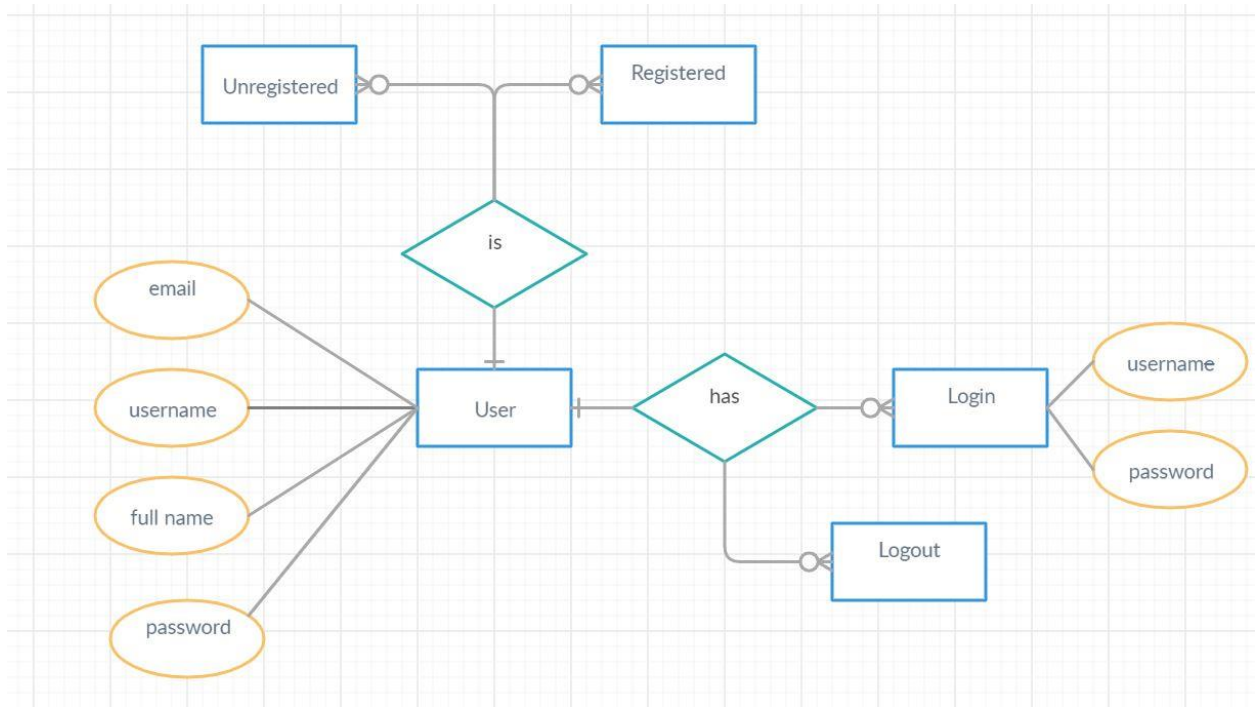 Unregistered
Registered
is
email
username
User
has
Login
username
password
full name
Logout
password